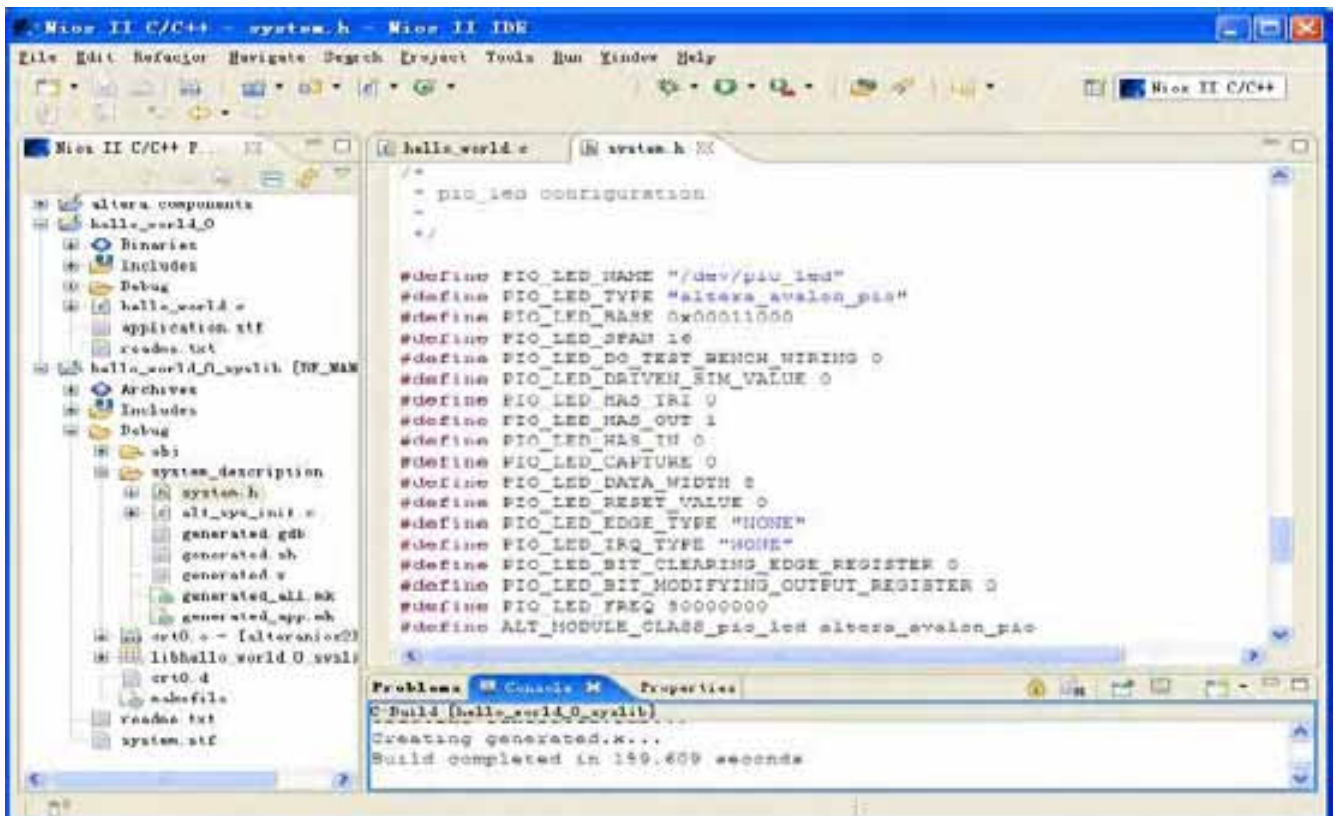 Nios II C/C++ - system.h - Nios II IDE
File Edit Refactor Navigate Search Project Tools Run Window Help
Nios II C/C++
Nios II C/C++ P...
hello_world.c
system.h
altera.components
hello_world_0
Binaries
Includes
Debug
hello_world.c
application.stf
readme.txt
hello_world_0_syslib
Archives
Includes
Debug
obj
system_description
system.h
alt_sys_init.c
generated.gdb
generated.sh
generated.x
generated_all.mk
generated_app.mk
crt0.d
makefile
readme.txt
system.stf
/*
* pio_led configuration
*
*/
#define PIO_LED_NAME "/dev/pio_led"
#define PIO_LED_TYPE "altera_avalon_pio"
#define PIO_LED_BASE 0x00011000
#define PIO_LED_SPAN 16
#define PIO_LED_DO_TEST_BENCH_WIRING 0
#define PIO_LED_DRIVEN_SIM_VALUE 0
#define PIO_LED_HAS_TRI 0
#define PIO_LED_HAS_OUT 1
#define PIO_LED_HAS_IN 0
#define PIO_LED_CAPTURE 0
#define PIO_LED_DATA_WIDTH 8
#define PIO_LED_RESET_VALUE 0
#define PIO_LED_EDGE_TYPE "NONE"
#define PIO_LED_IRQ_TYPE "NONE"
#define PIO_LED_BIT_CLEARING_EDGE_REGISTER 0
#define PIO_LED_BIT_MODIFYING_OUTPUT_REGISTER 0
#define PIO_LED_FREQ 50000000
#define ALT_MODULE_CLASS_pio_led altera_avalon_pio
Problems Console Properties
C-Build [hello_world_0_syslib]
Creating generated.x...
Build completed in 159.609 seconds